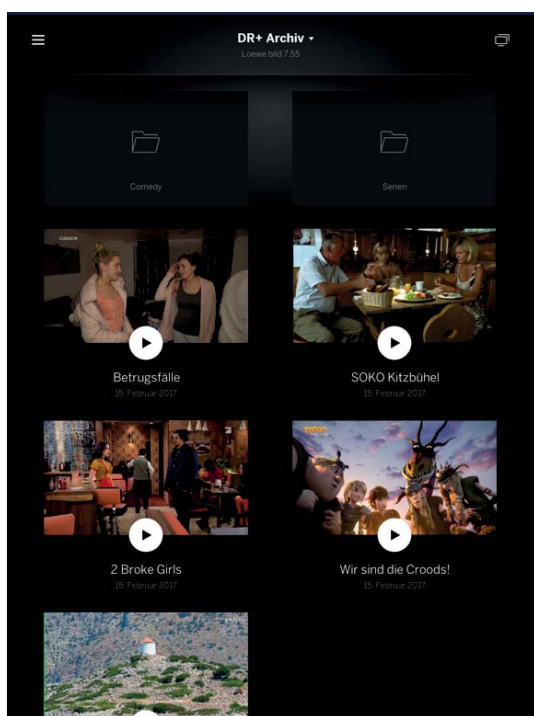 DR+ Archiv
Loewe bild 7.55
Comedy
Serien
Betrugsfälle
15. Februar 2017
SOKO Kitzbühel
15. Februar 2017
2 Broke Girls
15. Februar 2017
Wir sind die Croods!
15. Februar 2017